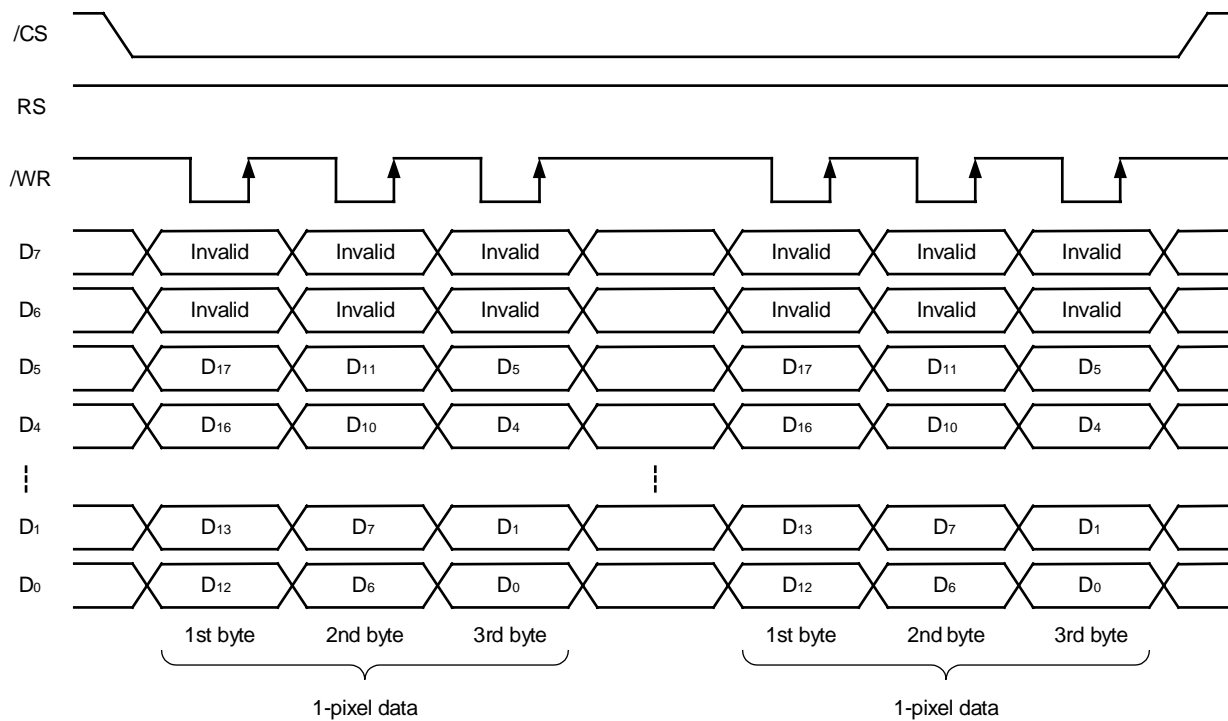 /CS
RS
/WR
D7 Invalid Invalid Invalid Invalid Invalid Invalid
D6 Invalid Invalid Invalid Invalid Invalid Invalid
D5 D17 D11 D5 D17 D11 D5
D4 D16 D10 D4 D16 D10 D4
D1 D13 D7 D1 D13 D7 D1
D0 D12 D6 D0 D12 D6 D0
1st byte 2nd byte 3rd byte 1st byte 2nd byte 3rd byte
1-pixel data 1-pixel data